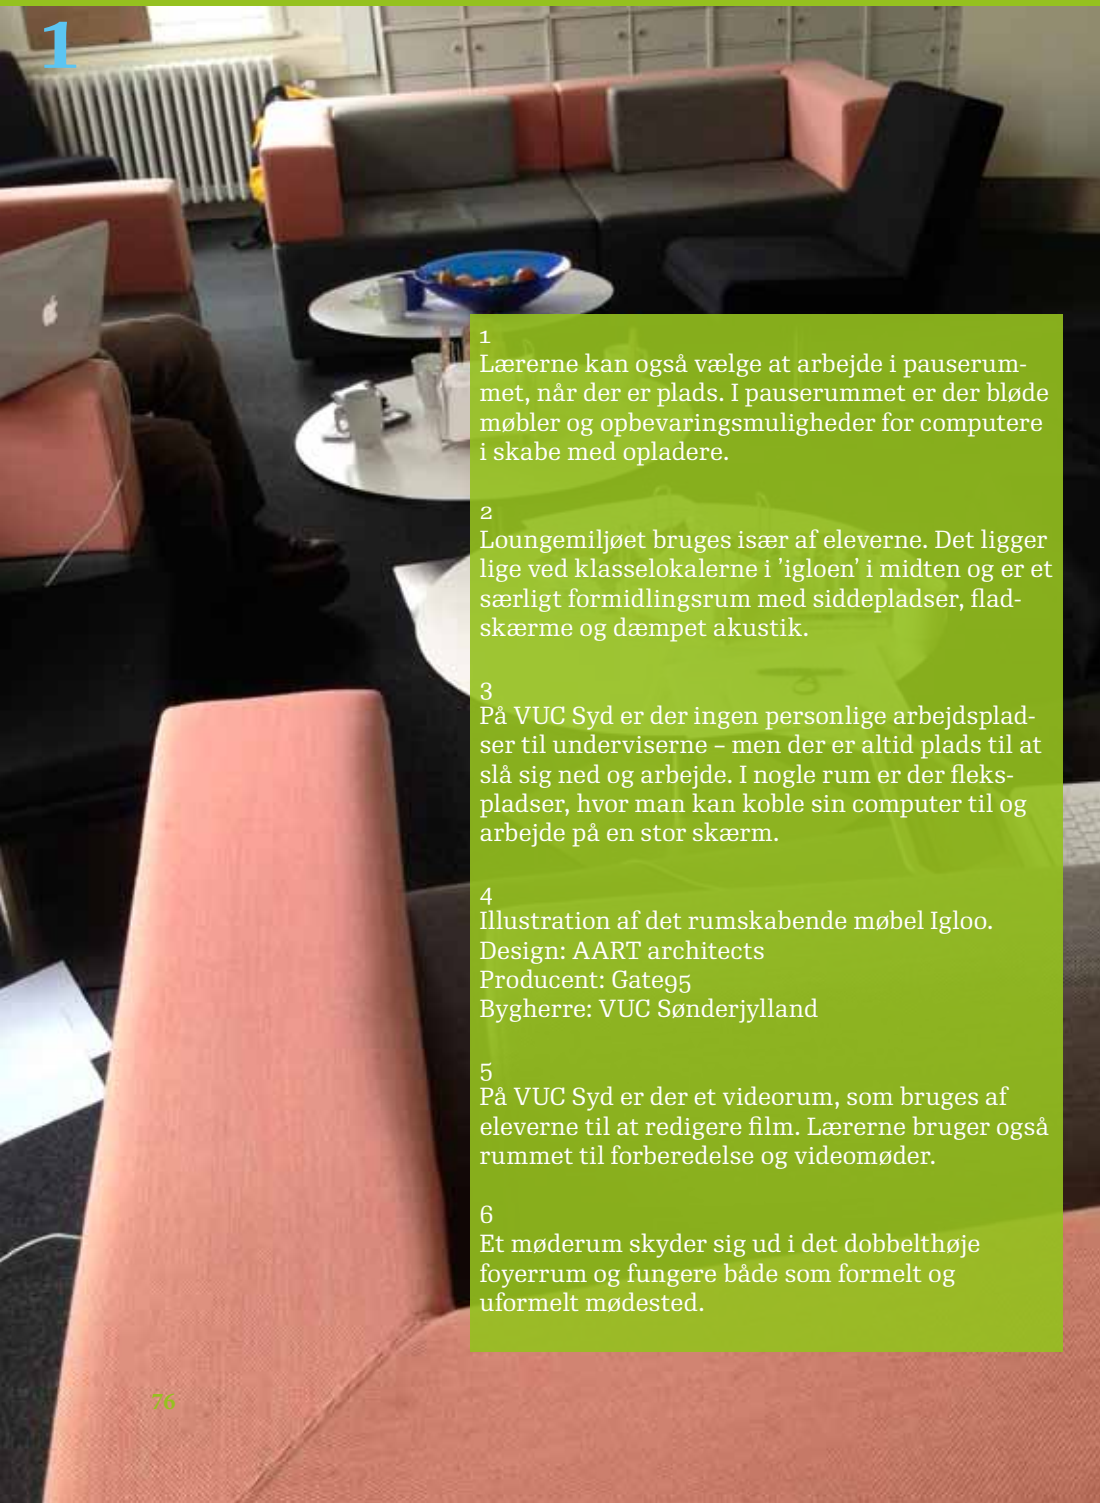 1
1
Lærerne kan også vælge at arbejde i pauserum-
met, når der er plads. I pauserummet er der bløde
møbler og opbevaringsmuligheder for computere
i skabe med opladere.
2
Loungemiljøet bruges især af eleverne. Det ligger
lige ved klasselokalerne i ’igloen’ i midten og er et
særligt formidlingsrum med siddepladser, flad-
skærme og dæmpet akustik.
3
På VUC Syd er der ingen personlige arbejdsplad-
ser til underviserne – men der er altid plads til at
slå sig ned og arbejde. I nogle rum er der fleks-
pladser, hvor man kan koble sin computer til og
arbejde på en stor skærm.
4
Illustration af det rumskabende møbel Igloo.
Design: AART architects
Producent: Gate95
Bygherre: VUC Sønderjylland
5
På VUC Syd er der et videorum, som bruges af
eleverne til at redigere film. Lærerne bruger også
rummet til forberedelse og videomøder.
6
Et møderum skyder sig ud i det dobbelthøje
foyerrum og fungere både som formelt og
uformelt mødested.
76